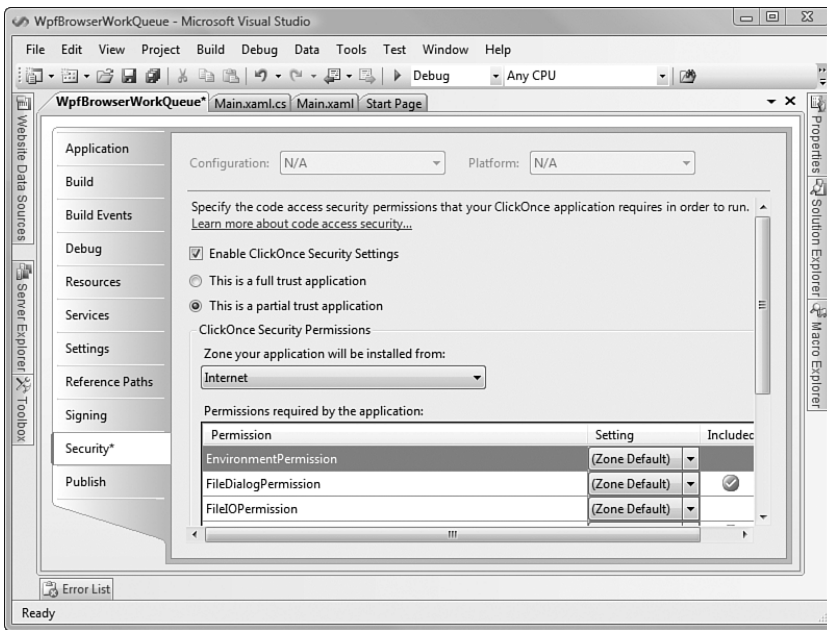 WpfBrowserWorkQueue - Microsoft Visual Studio
File Edit View Project Build Debug Data Tools Test Window Help
Debug Any CPU
WpfBrowserWorkQueue* Main.xaml.cs Main.xaml Start Page
Website Data Sources
Server Explorer
Toolbox
Application
Build
Build Events
Debug
Resources
Services
Settings
Reference Paths
Signing
Security*
Publish
Configuration: N/A Platform: N/A
Specify the code access security permissions that your ClickOnce application requires in order to run.
Learn more about code access security...
Enable ClickOnce Security Settings
This is a full trust application
This is a partial trust application
ClickOnce Security Permissions
Zone your application will be installed from:
Internet
Permissions required by the application:
Permission Setting Included
EnvironmentPermission (Zone Default)
FileDialogPermission (Zone Default)
FileIOPermission (Zone Default)
Properties
Solution Explorer
Macro Explorer
Error List
Ready